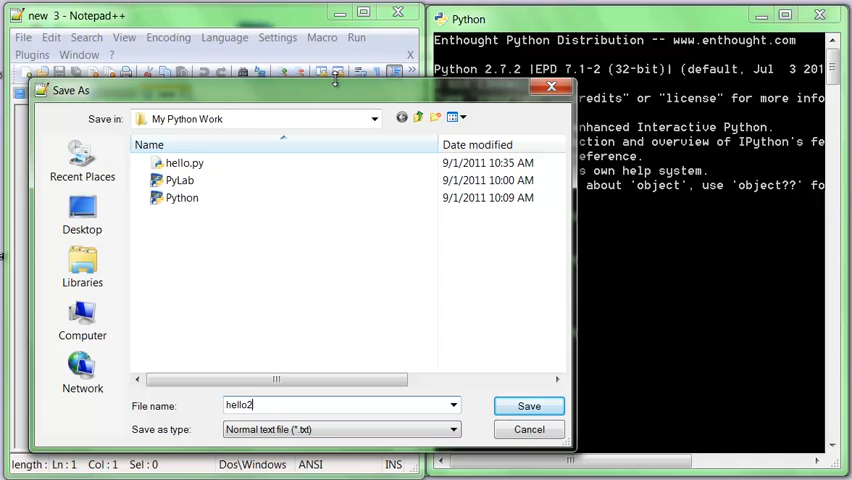 new 3 - Notepad++
File Edit Search View Encoding Language Settings Macro Run
Plugins Window ?
X
Save As
Save in: My Python Work
Name Date modified
hello.py 9/1/2011 10:35 AM
PyLab 9/1/2011 10:00 AM
Python 9/1/2011 10:09 AM
Recent Places
Desktop
Libraries
Computer
Network
File name: hello2 Save
Save as type: Normal text file (*.txt) Cancel
length : Ln : 1 Col : 1 Sel : 0 Dos\Windows ANSI INS
Python
Enthought Python Distribution -- www.enthought.com
Python 2.7.2 |EPD 7.1-2 (32-bit)| (default, Jul 3 201
redits" or "license" for more info
nhanced Interactive Python.
ction and overview of IPython's fe
eference.
s own help system.
about 'object', use 'object??' fo